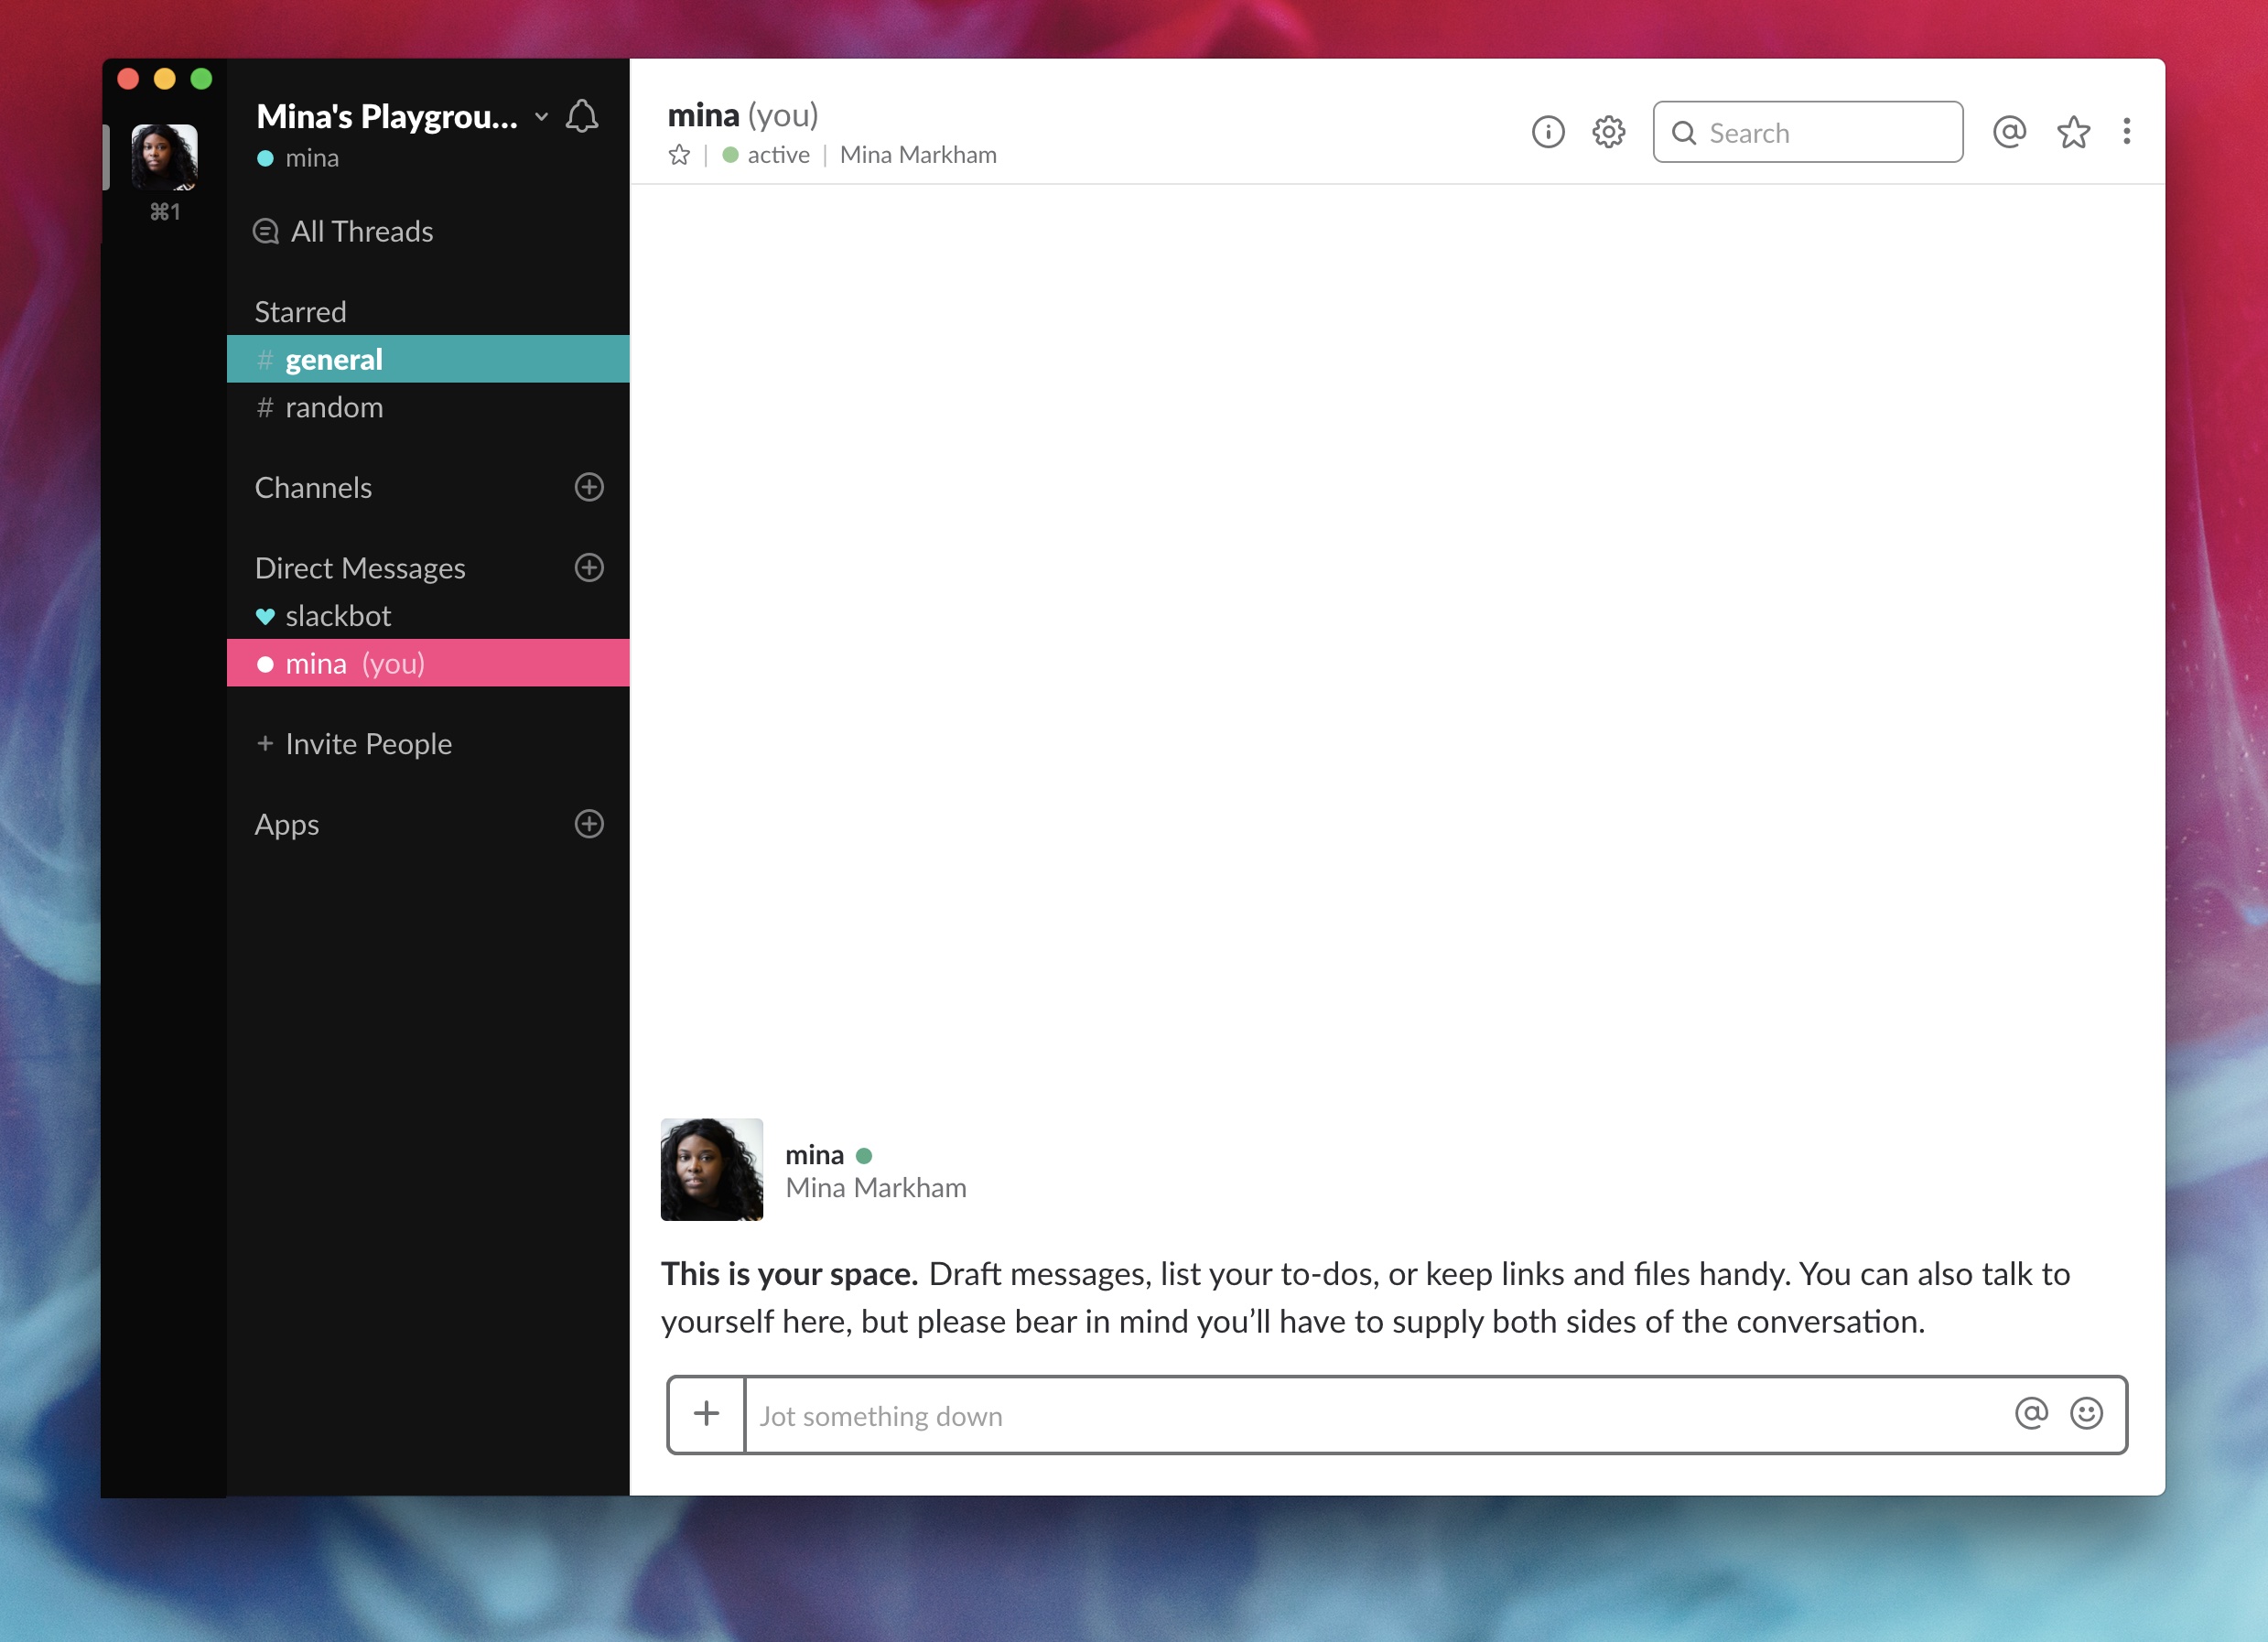 ⌘1
Mina's Playgrou...
mina
All Threads
Starred
# general
# random
Channels
Direct Messages
slackbot
mina (you)
+ Invite People
Apps
mina (you)
active | Mina Markham
Search
mina
Mina Markham
This is your space. Draft messages, list your to-dos, or keep links and files handy. You can also talk to
yourself here, but please bear in mind you’ll have to supply both sides of the conversation.
Jot something down